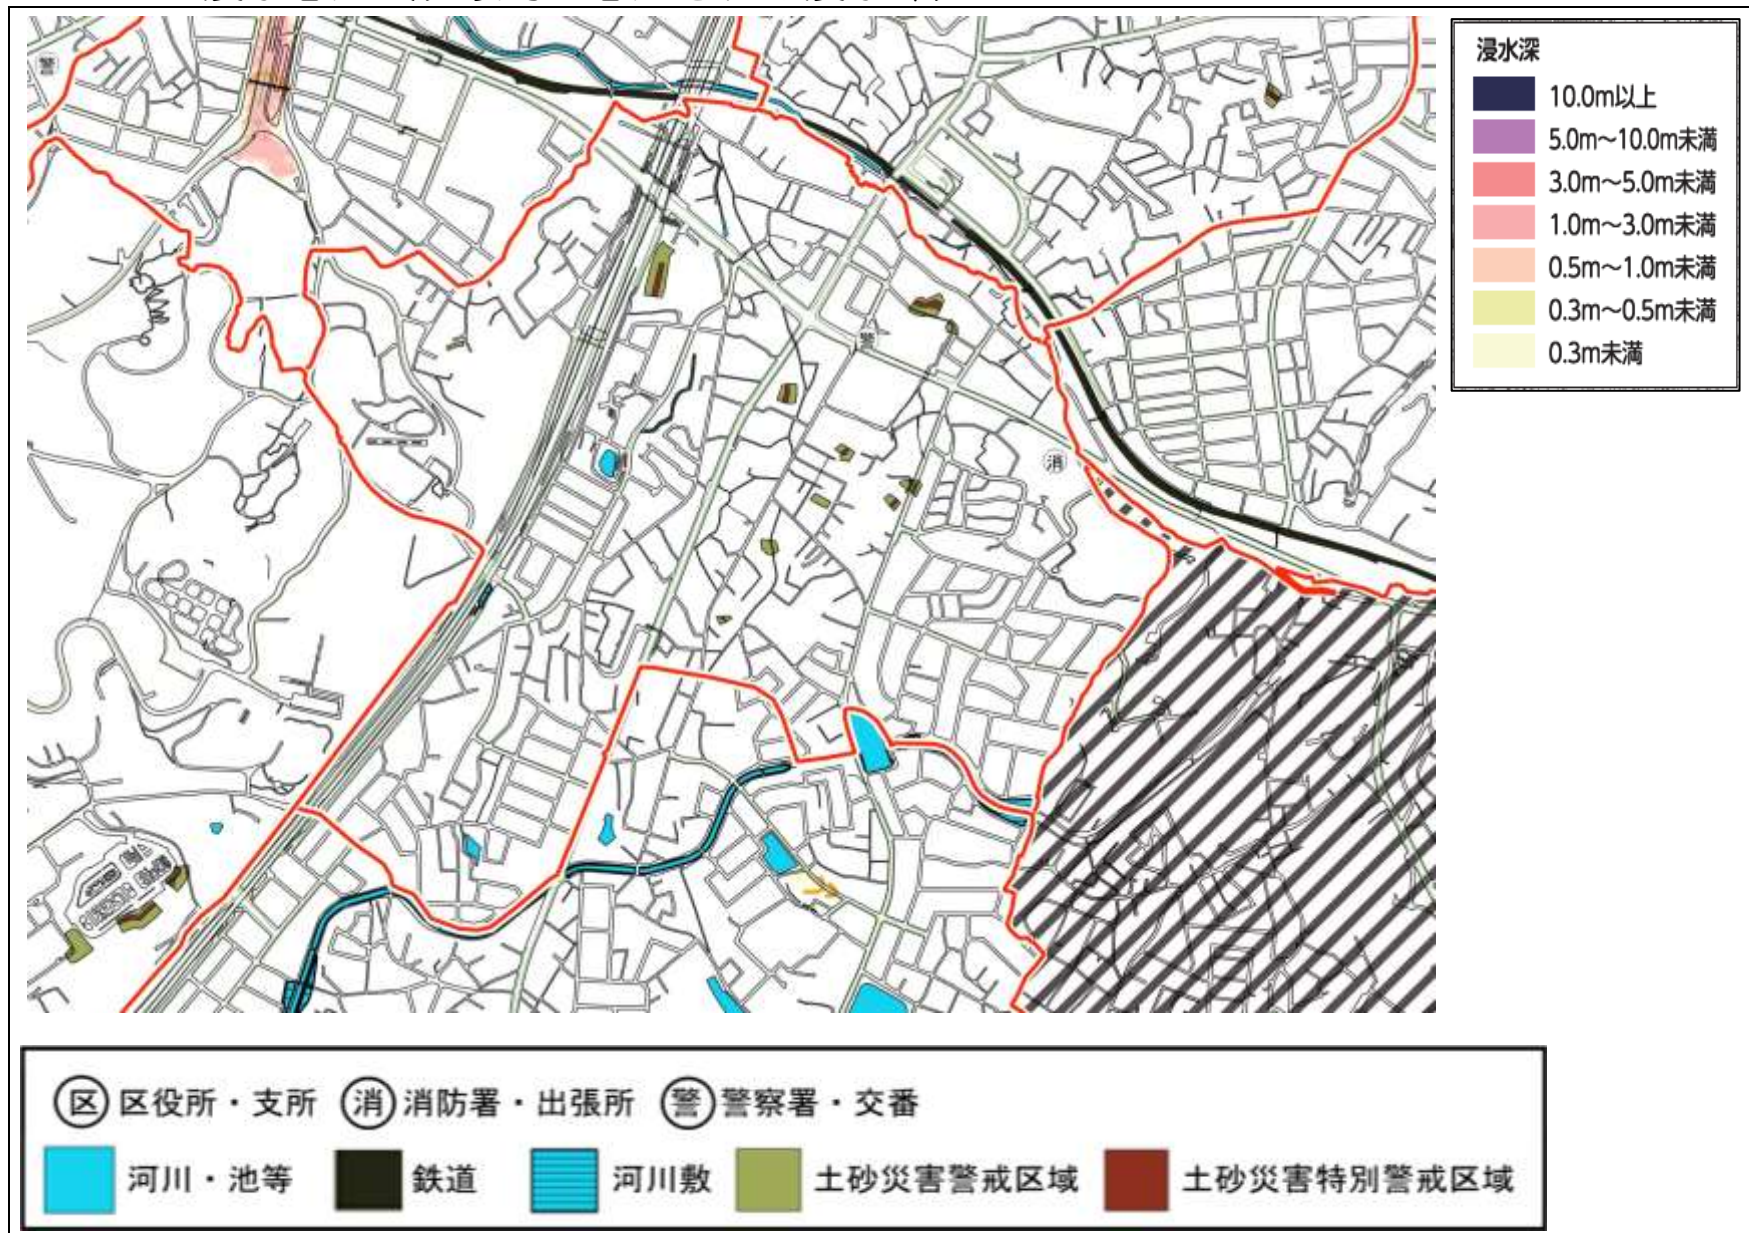 警
警
消
浸水深
10.0m以上
5.0m～10.0m未満
3.0m～5.0m未満
1.0m～3.0m未満
0.5m～1.0m未満
0.3m～0.5m未満
0.3m未満
区 区役所・支所 消 消防署・出張所 警 警察署・交番
河川・池等 鉄道 河川敷 土砂災害警戒区域 土砂災害特別警戒区域